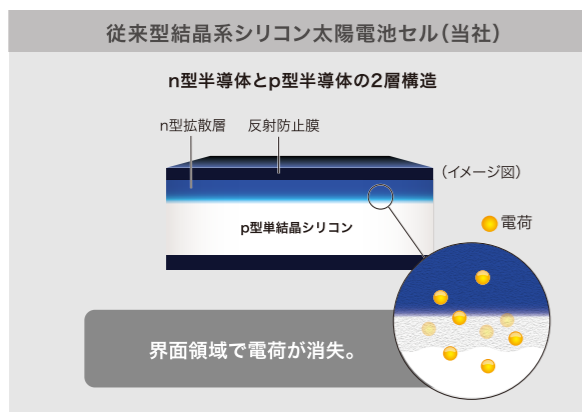 従来型結晶系シリコン太陽電池セル（当社）
n型半導体とp型半導体の2層構造
n型拡散層 反射防止膜
（イメージ図）
p型単結晶シリコン
電荷
界面領域で電荷が消失。